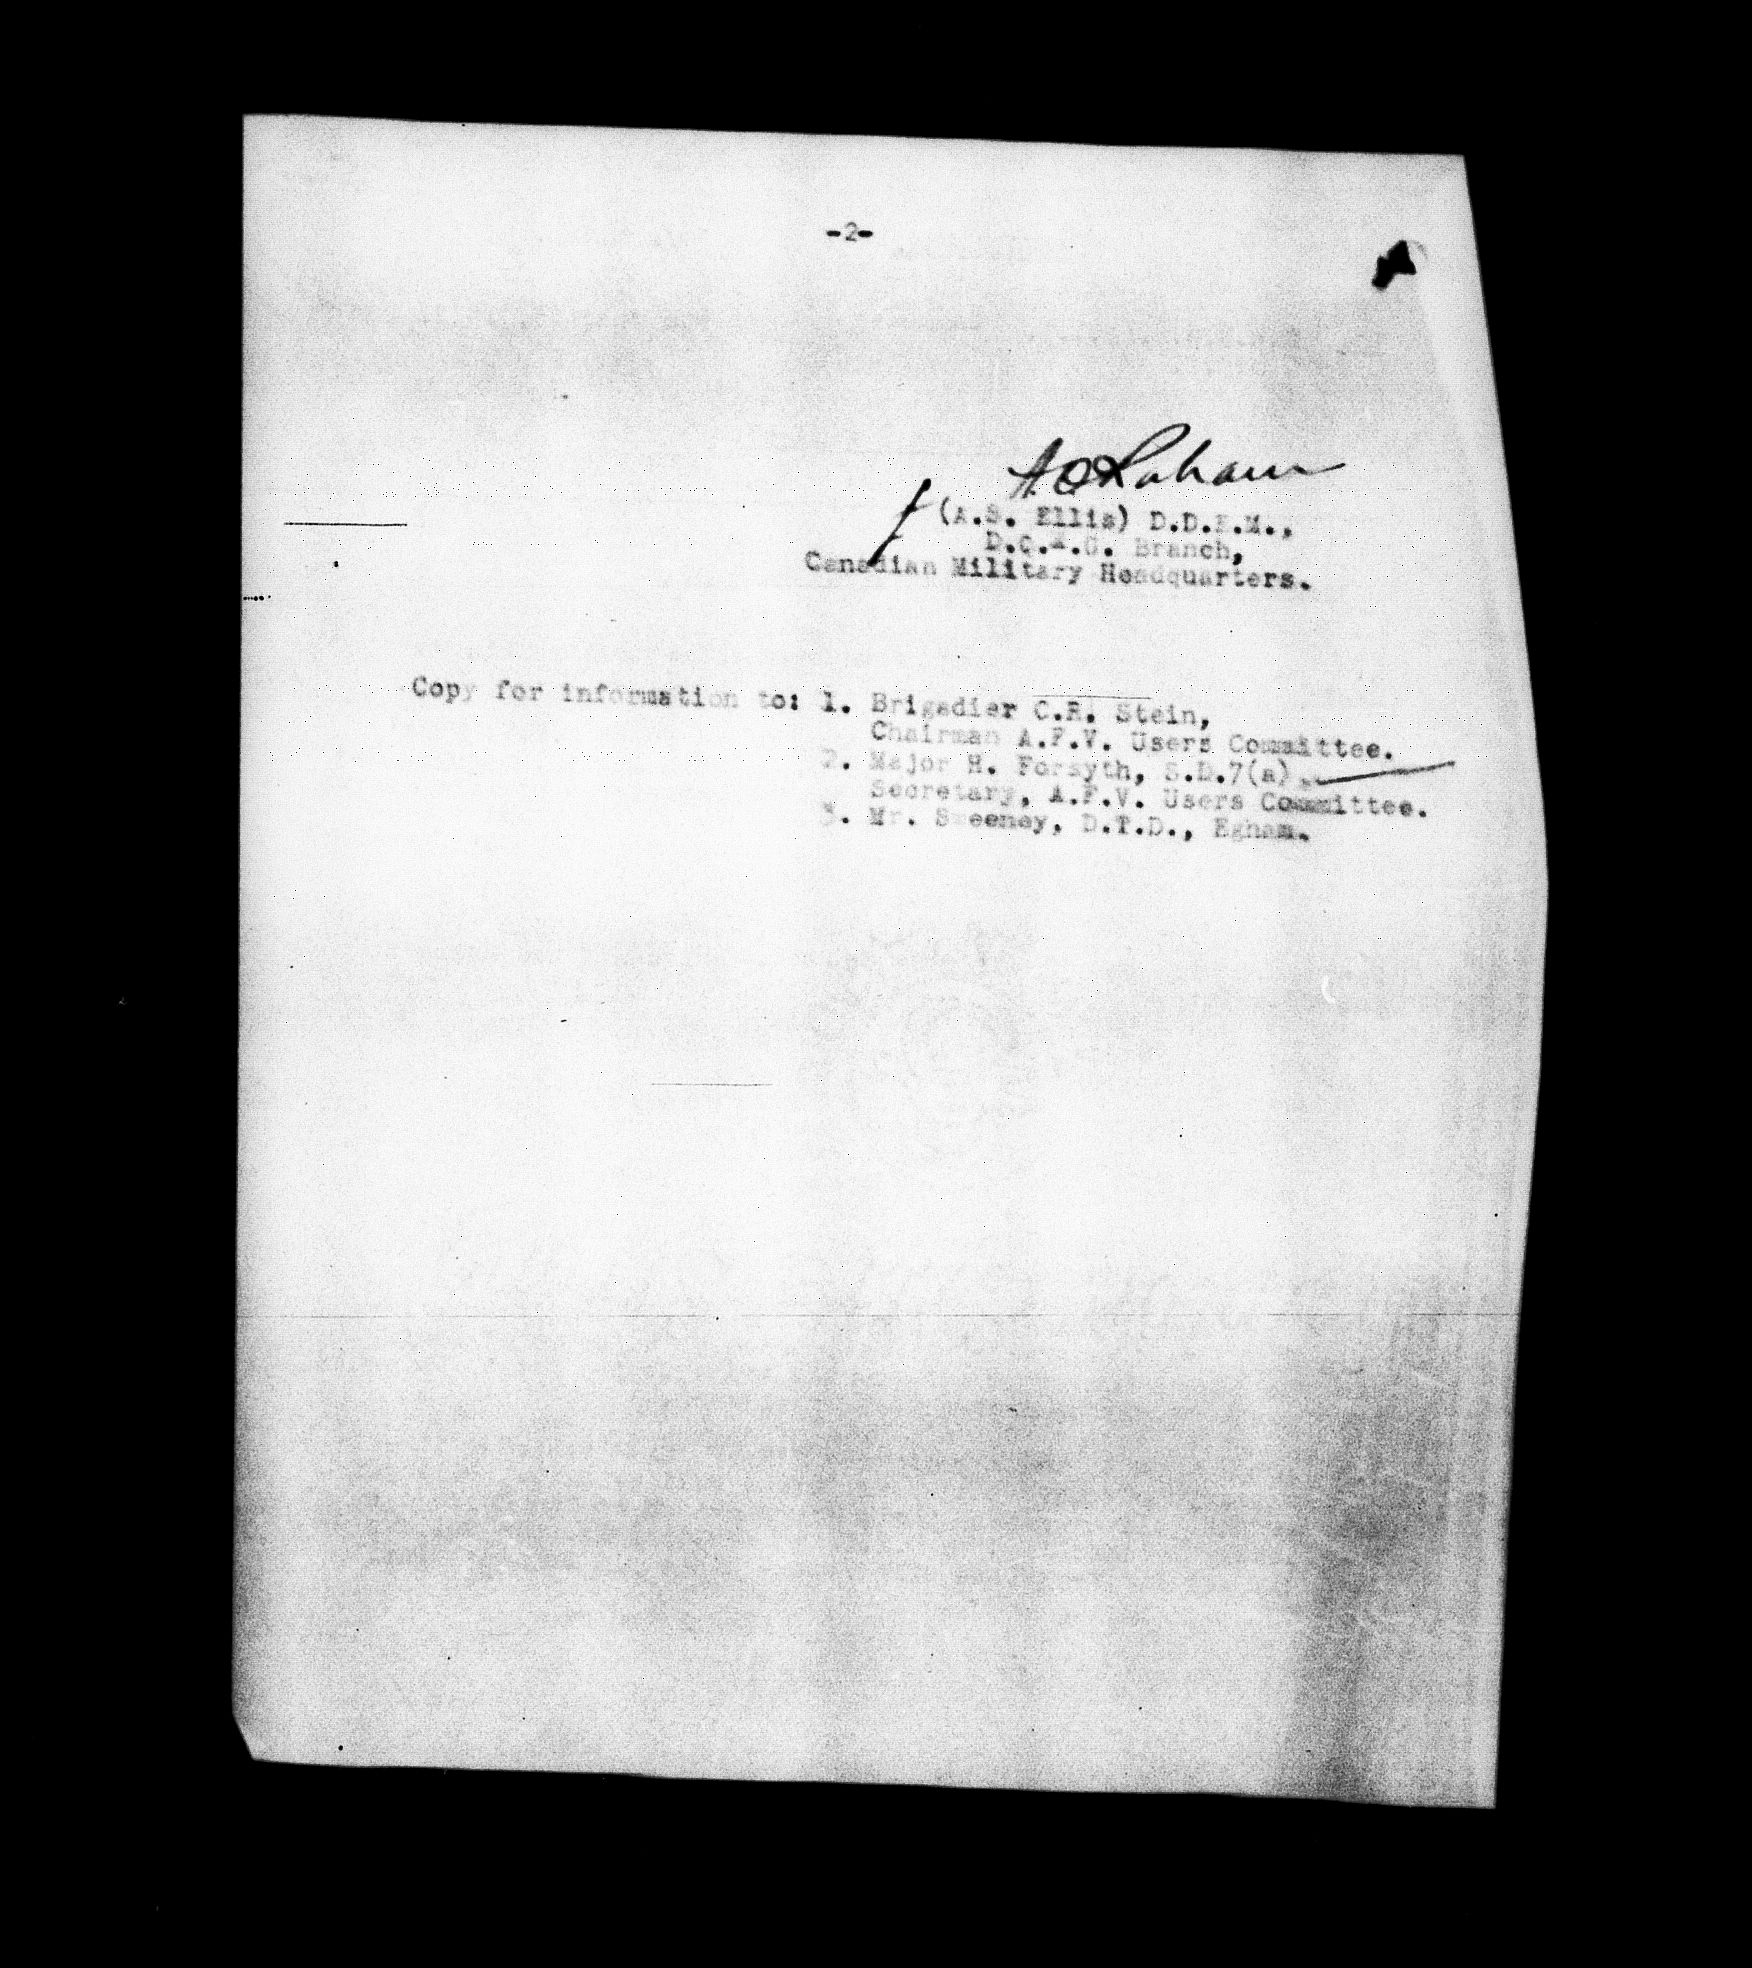 -2-
(A.S. Ellis) D.D.E.M.,
D.Q.M.G. Branch,
Canadian Military Headquarters.
Copy for information to: 1. Brigadier C.R. Stein,
Chairman A.F.V. Users Committee.
2. Major H. Forsyth, S.D.7(a)
Secretary, A.F.V. Users Committee.
3. Mr. Sweeney, D.T.D., Egham.